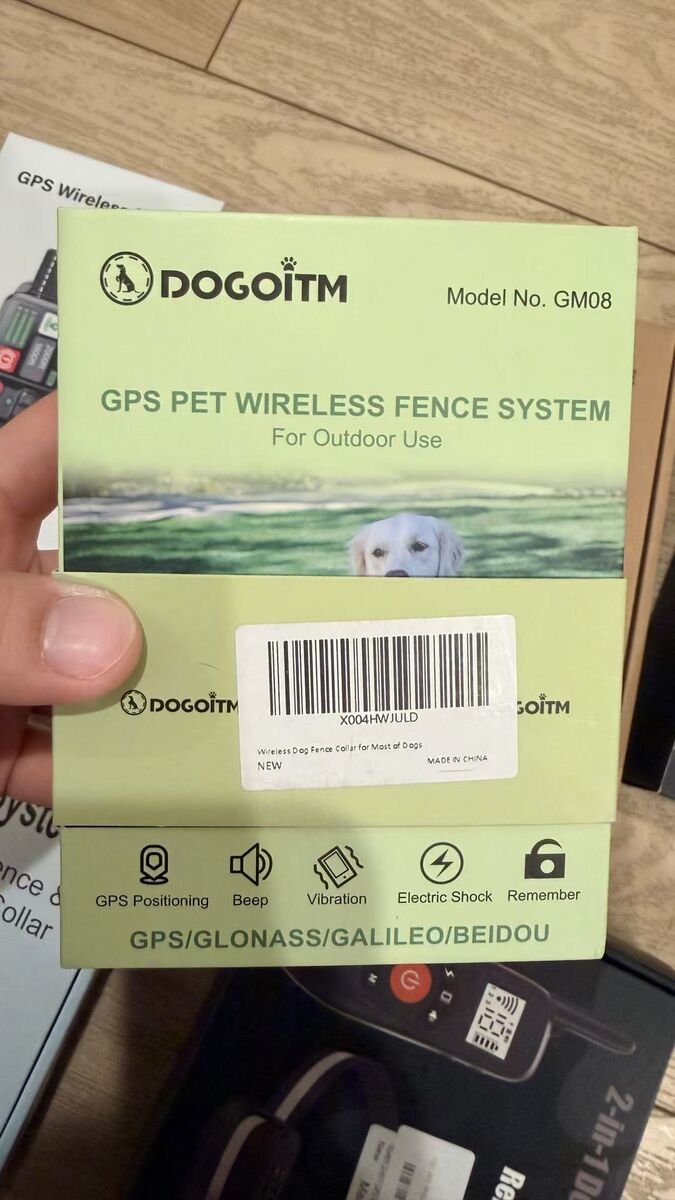 GPS Wireless
DOGOITM
Model No. GM08
GPS PET WIRELESS FENCE SYSTEM
For Outdoor Use
DOGOITM
X004HWJULD
Wireless Dog Fence Collar for Most of Dogs
NEW
MADE IN CHINA
GPS Positioning
Beep
Vibration
Electric Shock
Remember
GPS/GLONASS/GALILEO/BEIDOU
Collar
2-in-1